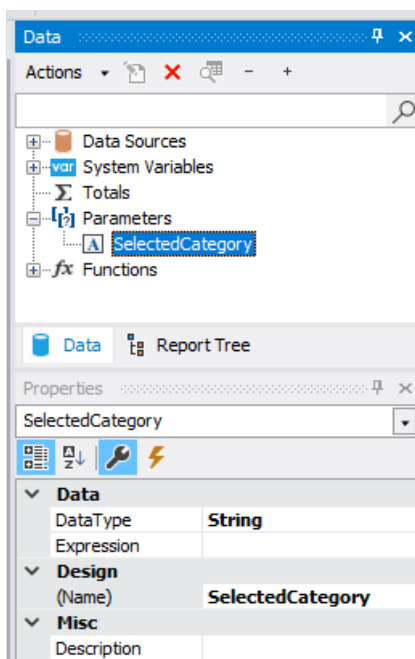 Data
Actions
Data Sources
var System Variables
Σ Totals
[?] Parameters
A SelectedCategory
fx Functions
Data Report Tree
Properties
SelectedCategory
A Z
Data
DataType String
Expression
Design
(Name) SelectedCategory
Misc
Description